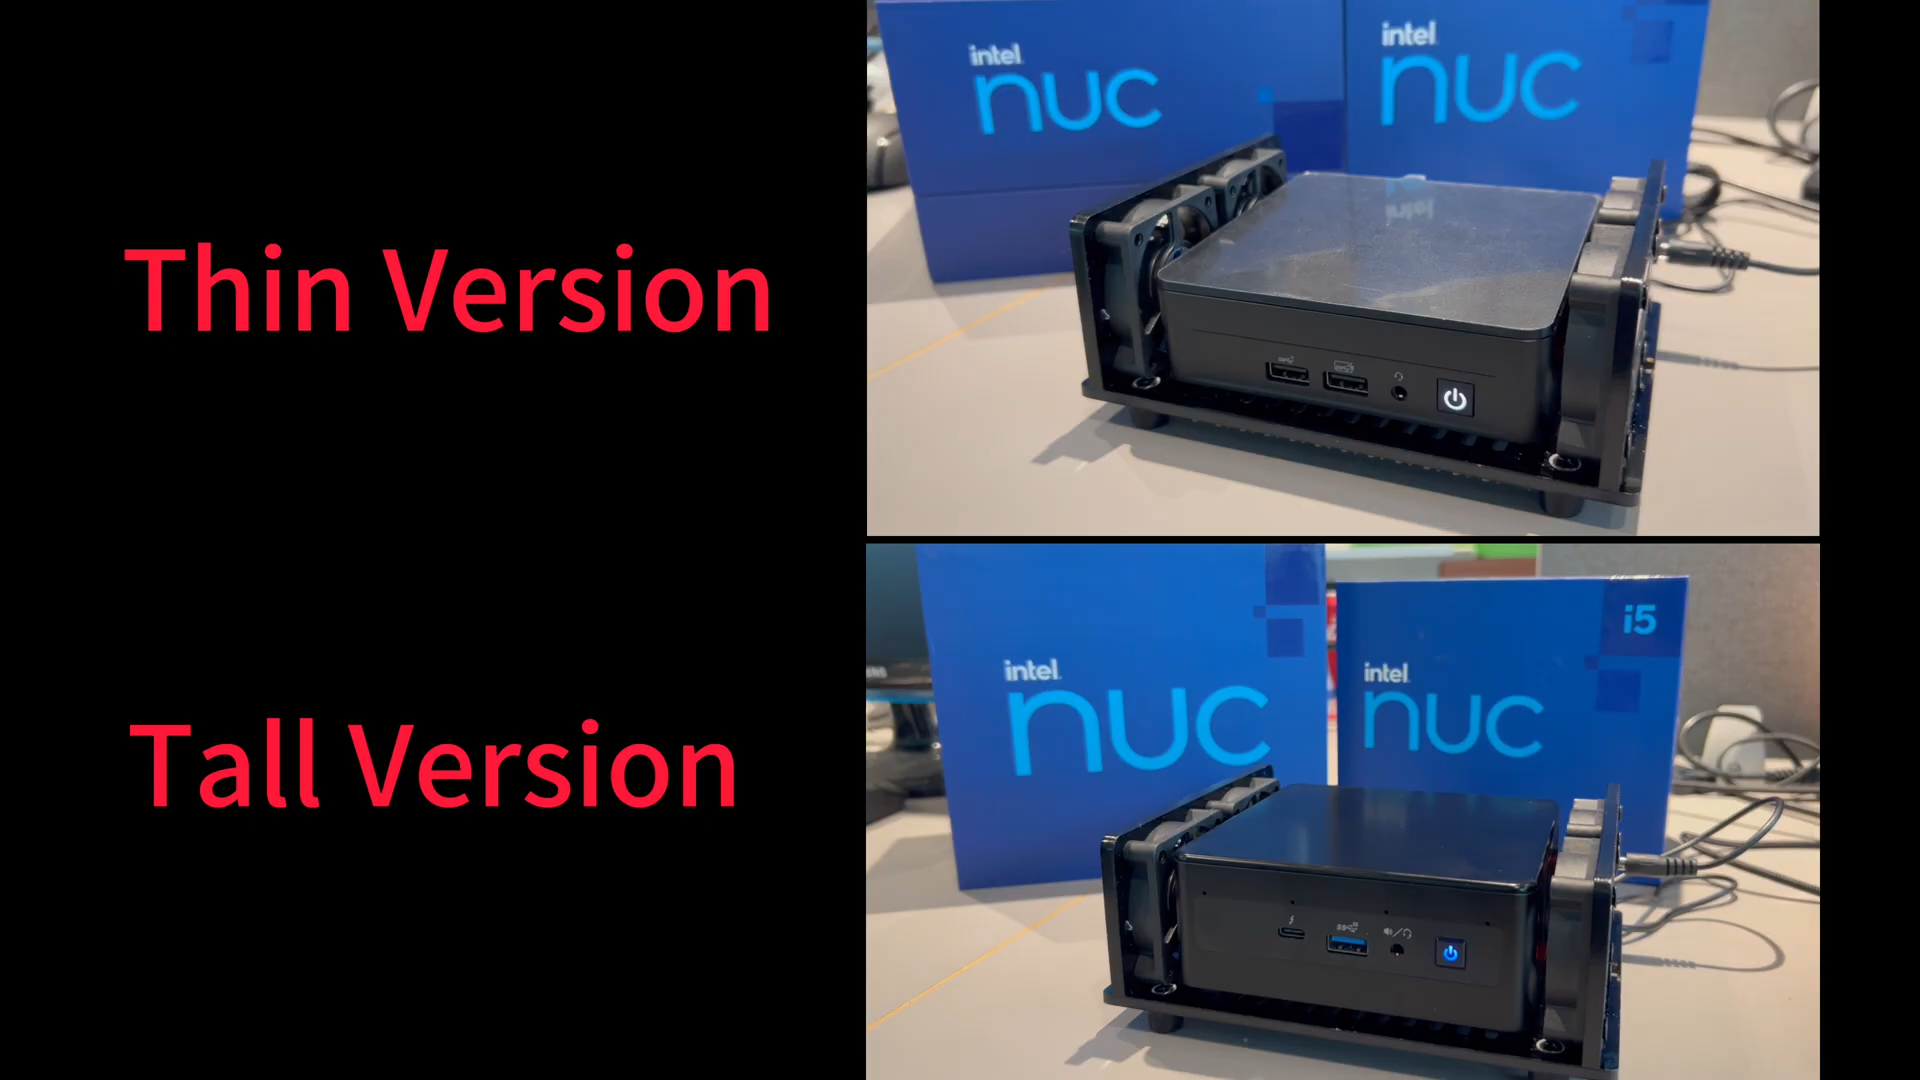 Thin Version
intel
nuc
intel
nuc
Tall Version
i5
intel
nuc
intel
nuc